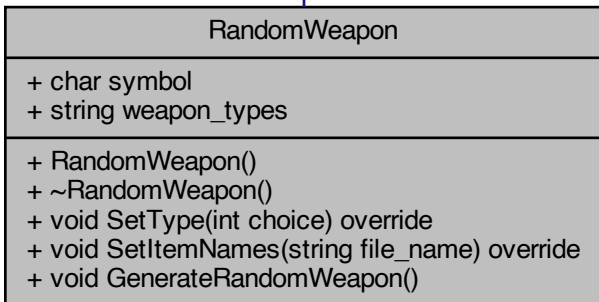 RandomWeapon
+ char symbol
+ string weapon_types
+ RandomWeapon()
+ ~RandomWeapon()
+ void SetType(int choice) override
+ void SetItemNames(string file_name) override
+ void GenerateRandomWeapon()